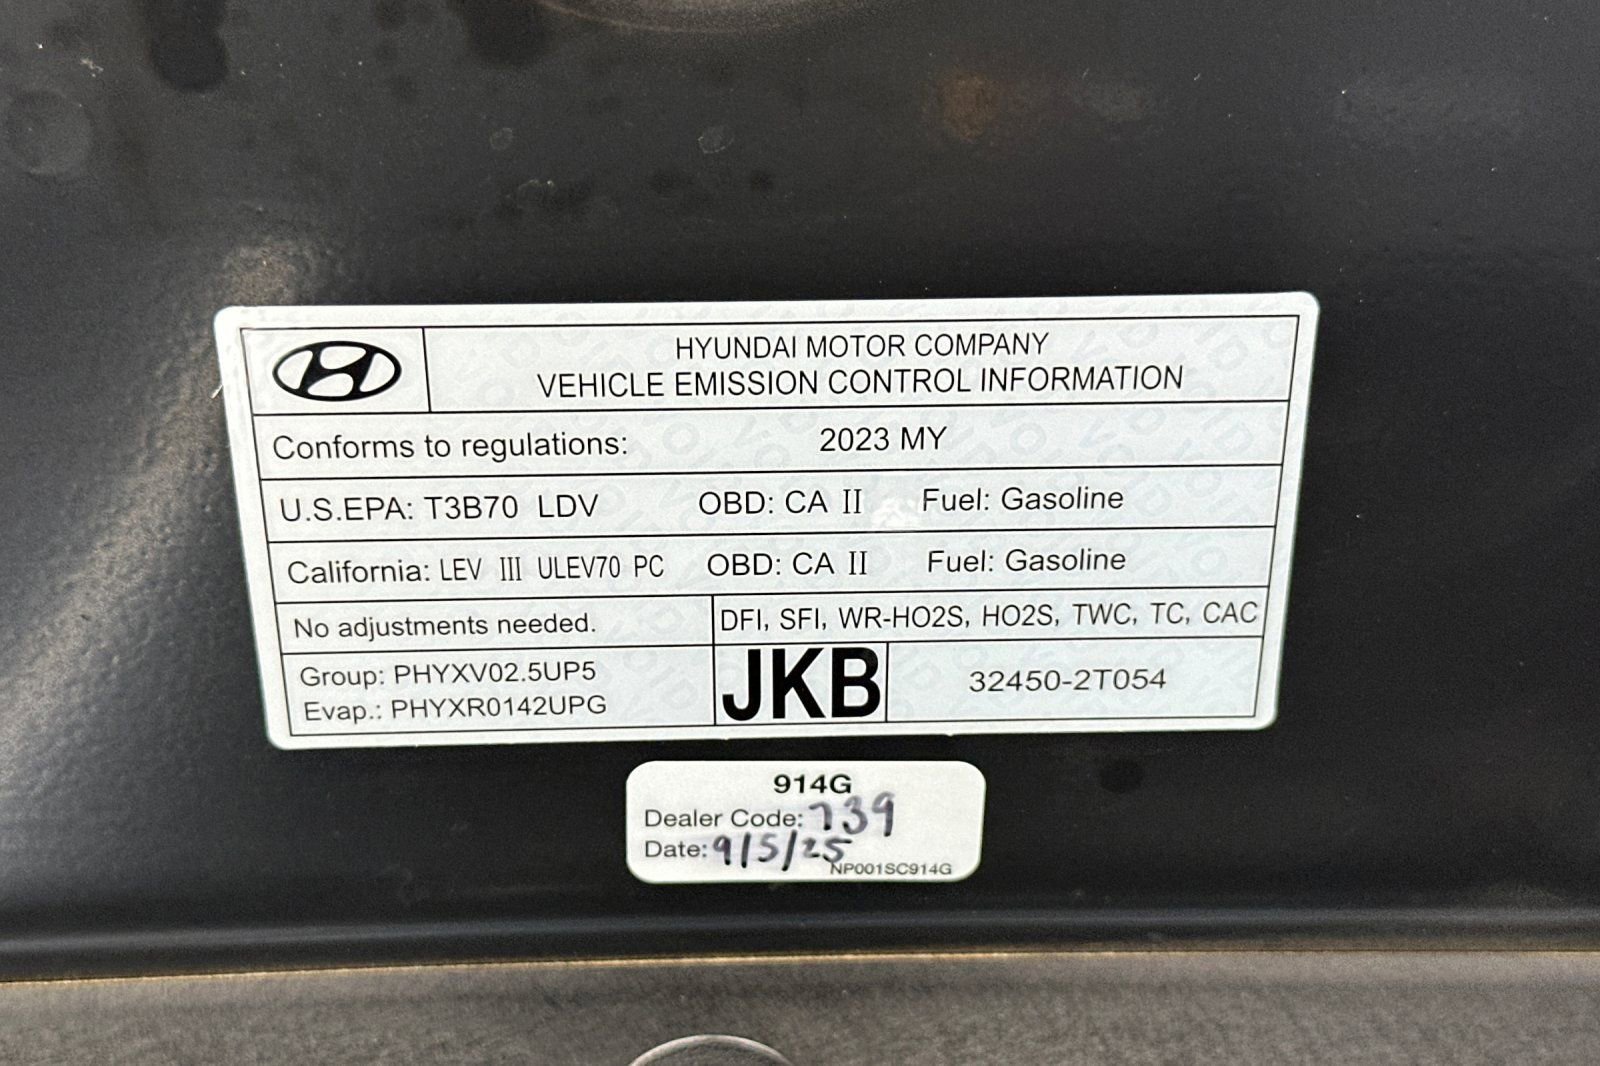 HYUNDAI MOTOR COMPANY
VEHICLE EMISSION CONTROL INFORMATION
Conforms to regulations: 2023 MY
U.S.EPA: T3B70 LDV OBD: CA II Fuel: Gasoline
California: LEV III ULEV70 PC OBD: CA II Fuel: Gasoline
No adjustments needed. DFI, SFI, WR-HO2S, HO2S, TWC, TC, CAC
Group: PHYXV02.5UP5
Evap.: PHYXR0142UPG
JKB
32450-2T054
914G
Dealer Code: 739
Date: 9/5/25
NP001SC914G